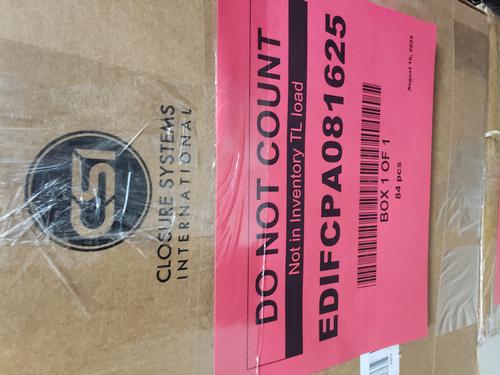 CSI
CLOSURE SYSTEMS
INTERNATIONAL
DO NOT COUNT
Not in Inventory TL load
EDIFCPA081625
BOX 1 OF 1
84 pcs
August 16, 2025